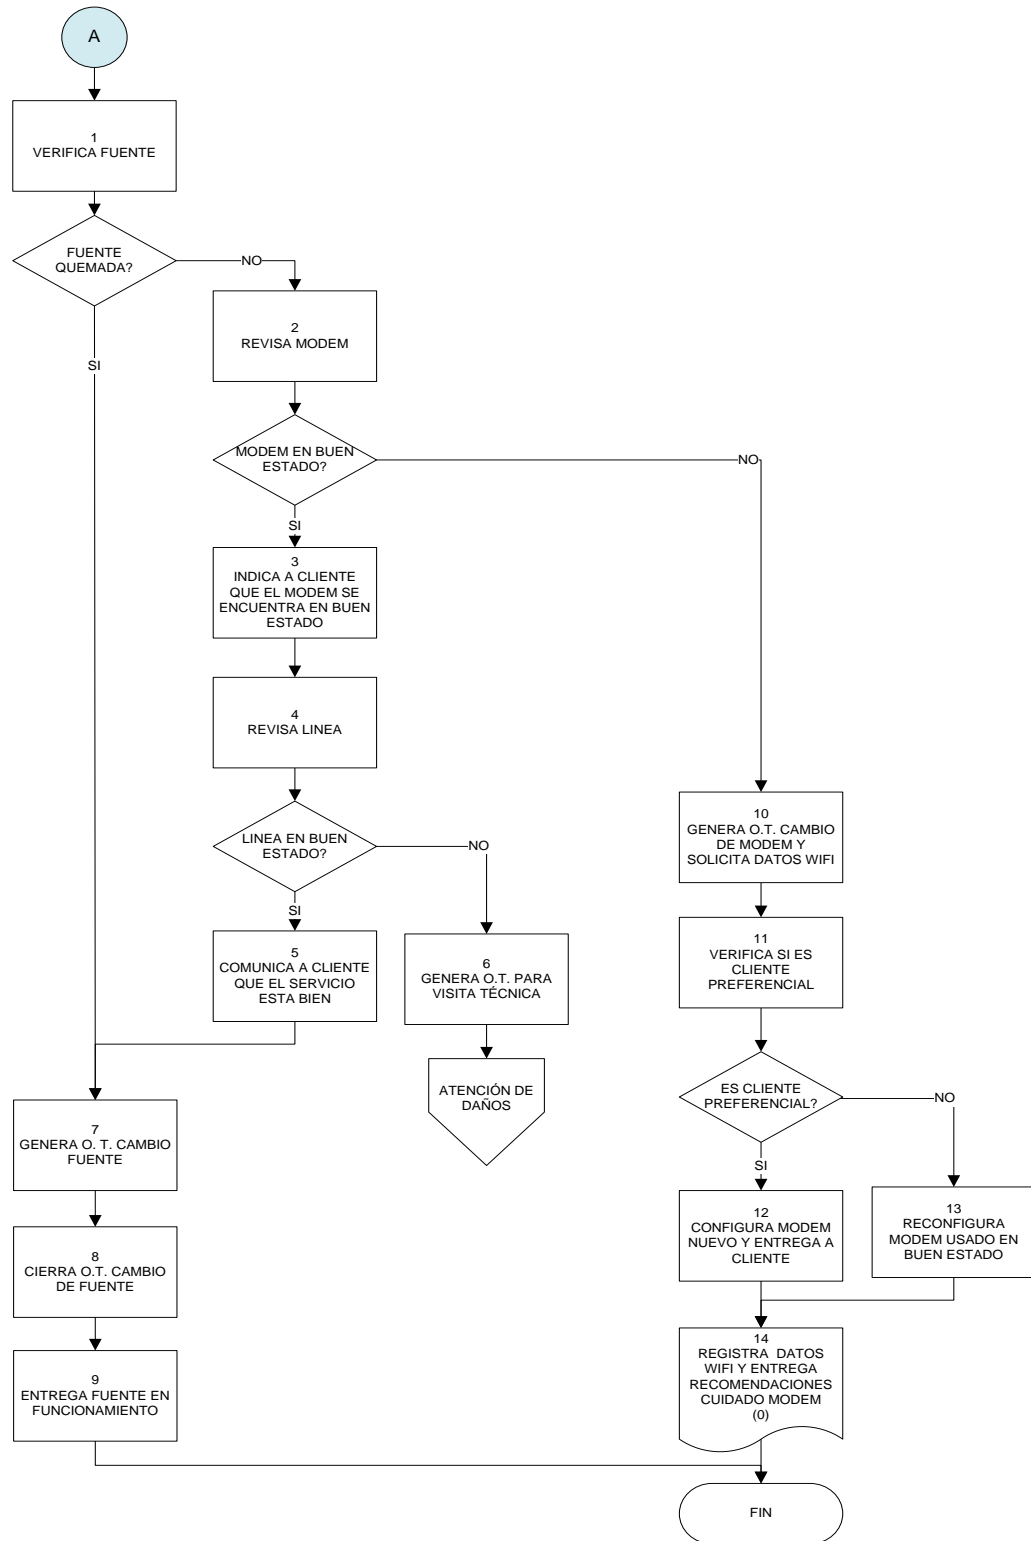 A
1
VERIFICA FUENTE
FUENTE
QUEMADA?
NO
SI
2
REVISA MODEM
MODEM EN BUEN
ESTADO?
NO
SI
3
INDICA A CLIENTE
QUE EL MODEM SE
ENCUENTRA EN BUEN
ESTADO
4
REVISA LINEA
LINEA EN BUEN
ESTADO?
NO
SI
5
COMUNICA A CLIENTE
QUE EL SERVICIO
ESTA BIEN
6
GENERA O.T. PARA
VISITA TÉCNICA
ATENCIÓN DE
DAÑOS
7
GENERA O. T. CAMBIO
FUENTE
8
CIERRA O.T. CAMBIO
DE FUENTE
9
ENTREGA FUENTE EN
FUNCIONAMIENTO
10
GENERA O.T. CAMBIO
DE MODEM Y
SOLICITA DATOS WIFI
11
VERIFICA SI ES
CLIENTE
PREFERENCIAL
ES CLIENTE
PREFERENCIAL?
NO
SI
12
CONFIGURA MODEM
NUEVO Y ENTREGA A
CLIENTE
13
RECONFIGURA
MODEM USADO EN
BUEN ESTADO
14
REGISTRA DATOS
WIFI Y ENTREGA
RECOMENDACIONES
CUIDADO MODEM
(0)
FIN